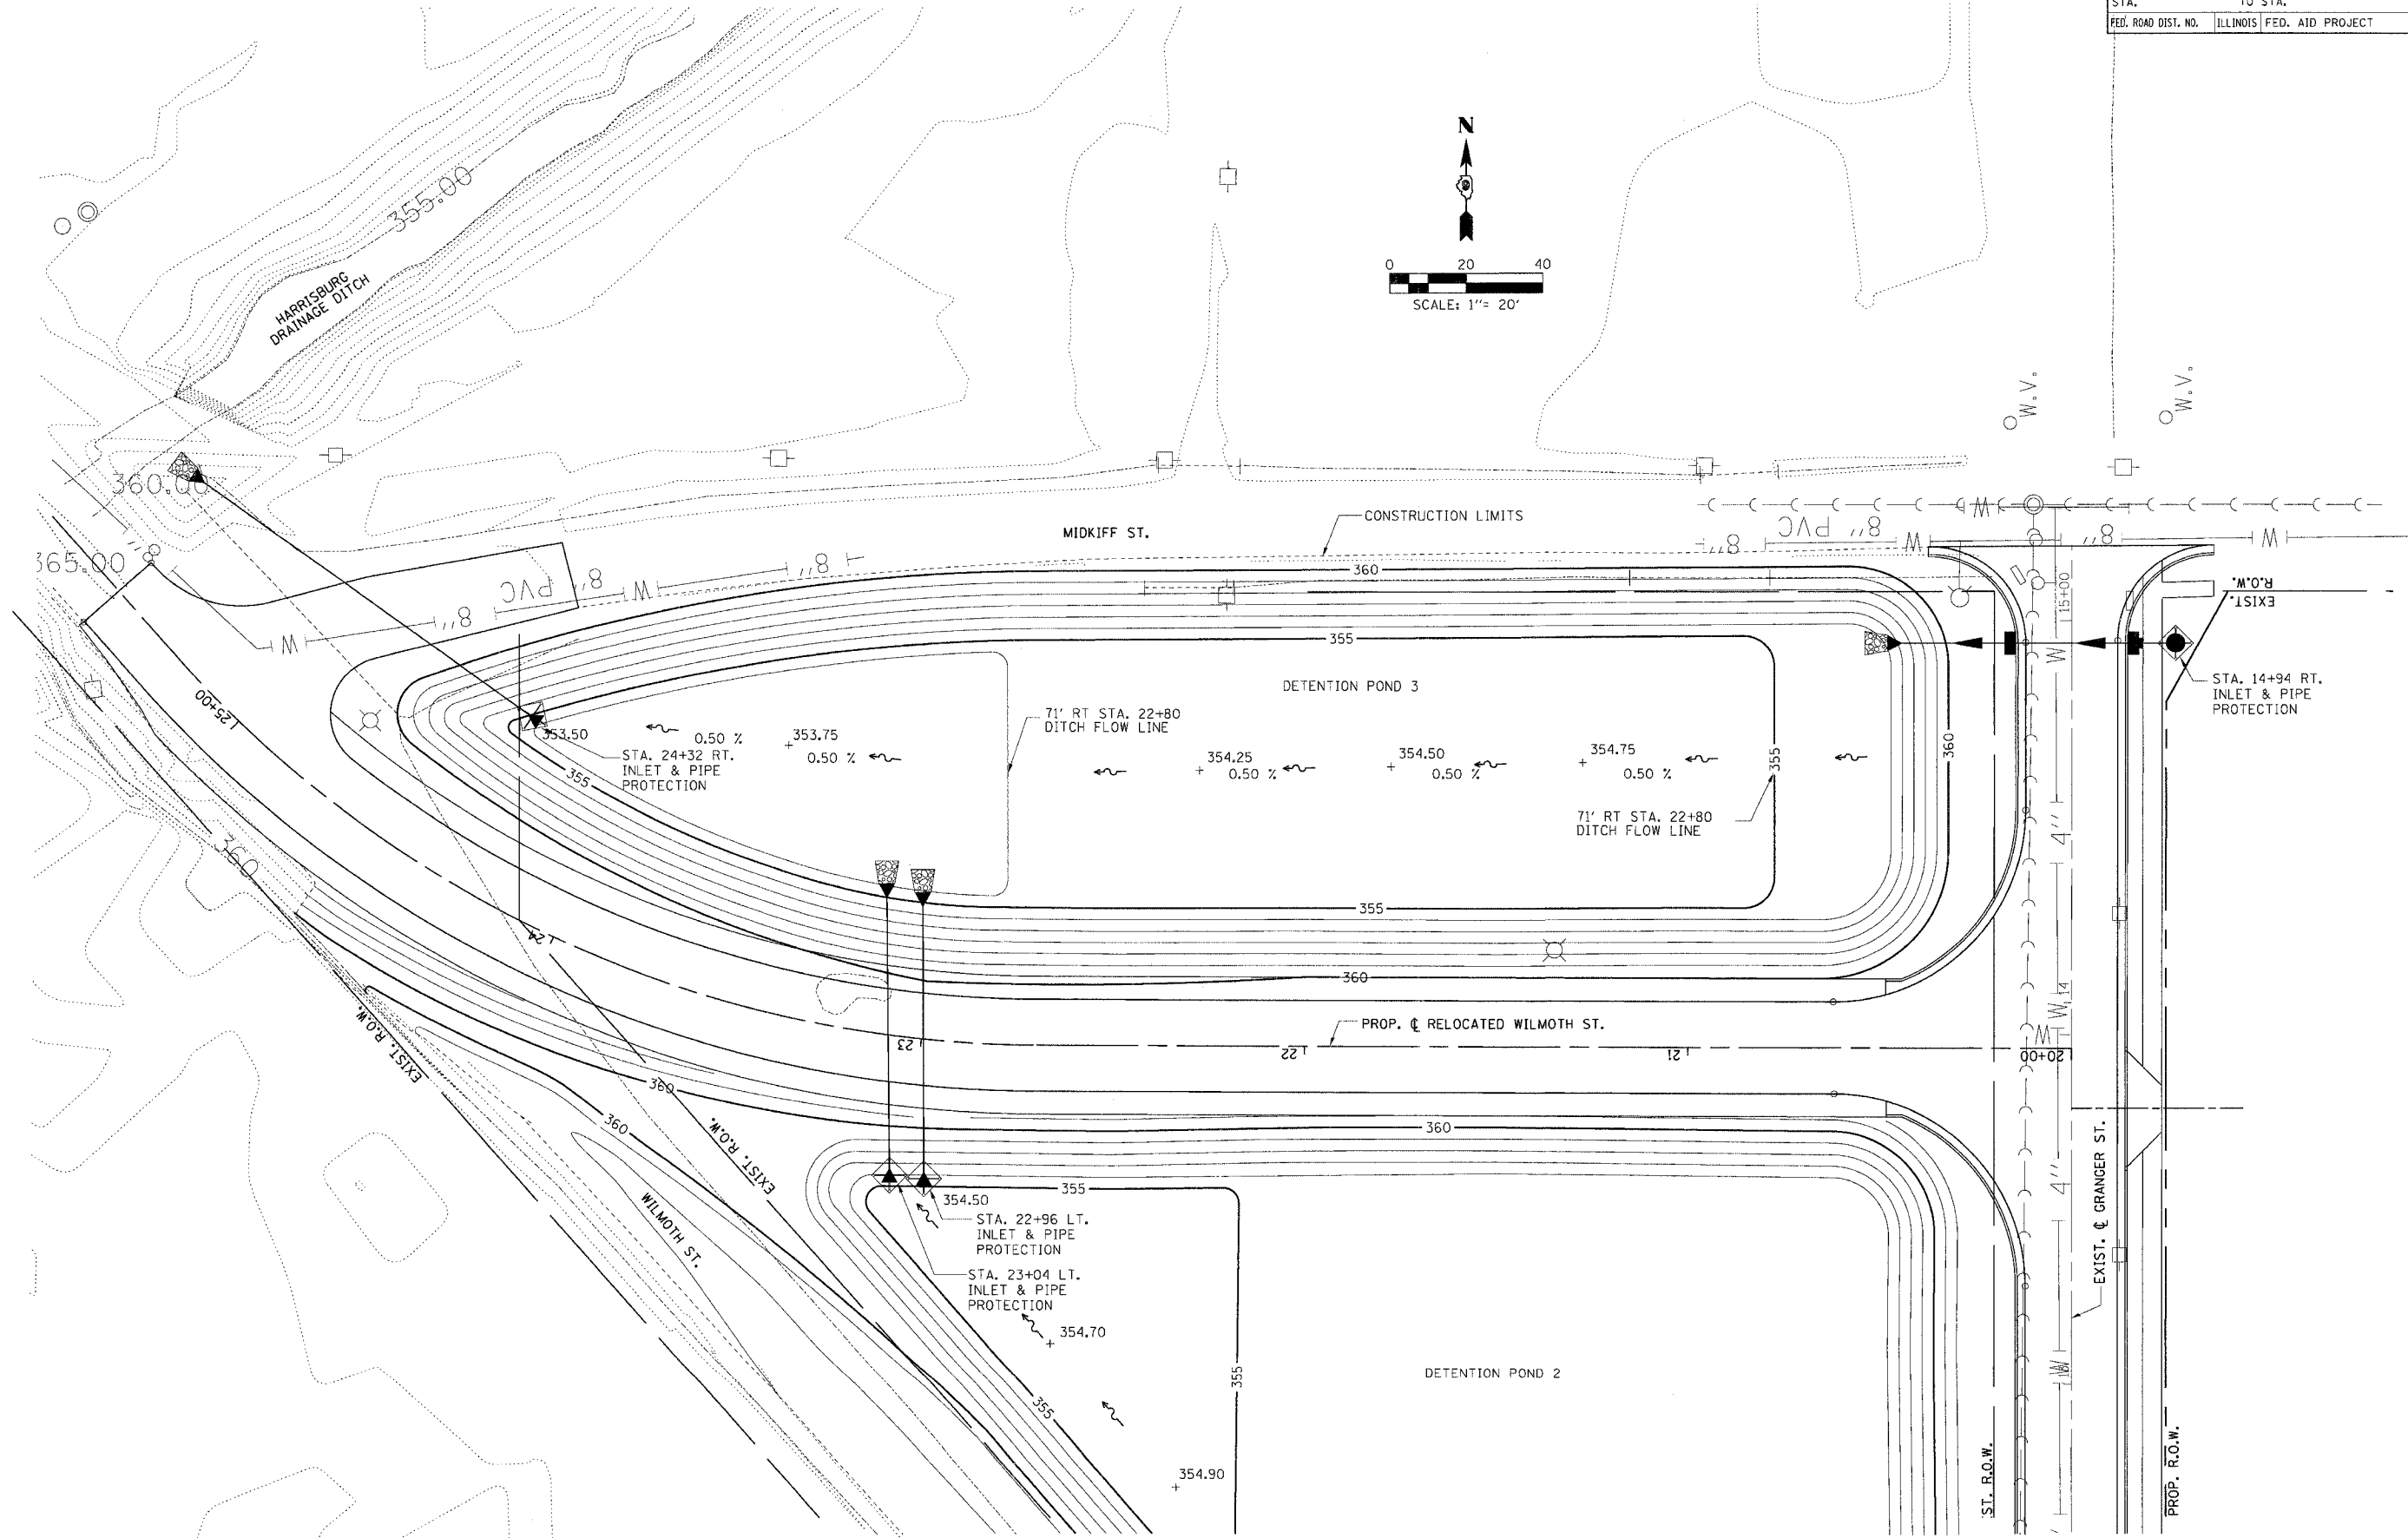 STA. TO STA.
FED. ROAD DIST. NO. ILLINOIS FED. AID PROJECT
N
0 20 40
SCALE: 1"= 20'
355.00
HARRISBURG
DRAINAGE DITCH
W.V.
W.V.
360.00
365.00
8"
MIDKIFF ST.
CONSTRUCTION LIMITS
8" PVC 8" W W 8" W
8" W 8" PVC
W 8"
360
EXIST.
R.O.W.
15+00
355
DETENTION POND 3
STA. 14+94 RT.
INLET & PIPE
PROTECTION
W
25+00
71' RT STA. 22+80
DITCH FLOW LINE
353.50
0.50 %
353.75
0.50 %
354.25
0.50 %
354.50
0.50 %
354.75
0.50 %
355
360
STA. 24+32 RT.
INLET & PIPE
PROTECTION
355
71' RT STA. 22+80
DITCH FLOW LINE
4"
360
355
24
360
W
14
EXIST. R.O.W.
PROP. ℄ RELOCATED WILMOTH ST.
23
22
21
20+00
W
360
360
360
EXIST. R.O.W.
4"
355
354.50
STA. 22+96 LT.
INLET & PIPE
PROTECTION
WILMOTH ST.
STA. 23+04 LT.
INLET & PIPE
PROTECTION
EXIST. ℄ GRANGER ST.
354.70
355
DETENTION POND 2
W
355
354.90
ST. R.O.W.
PROP. R.O.W.